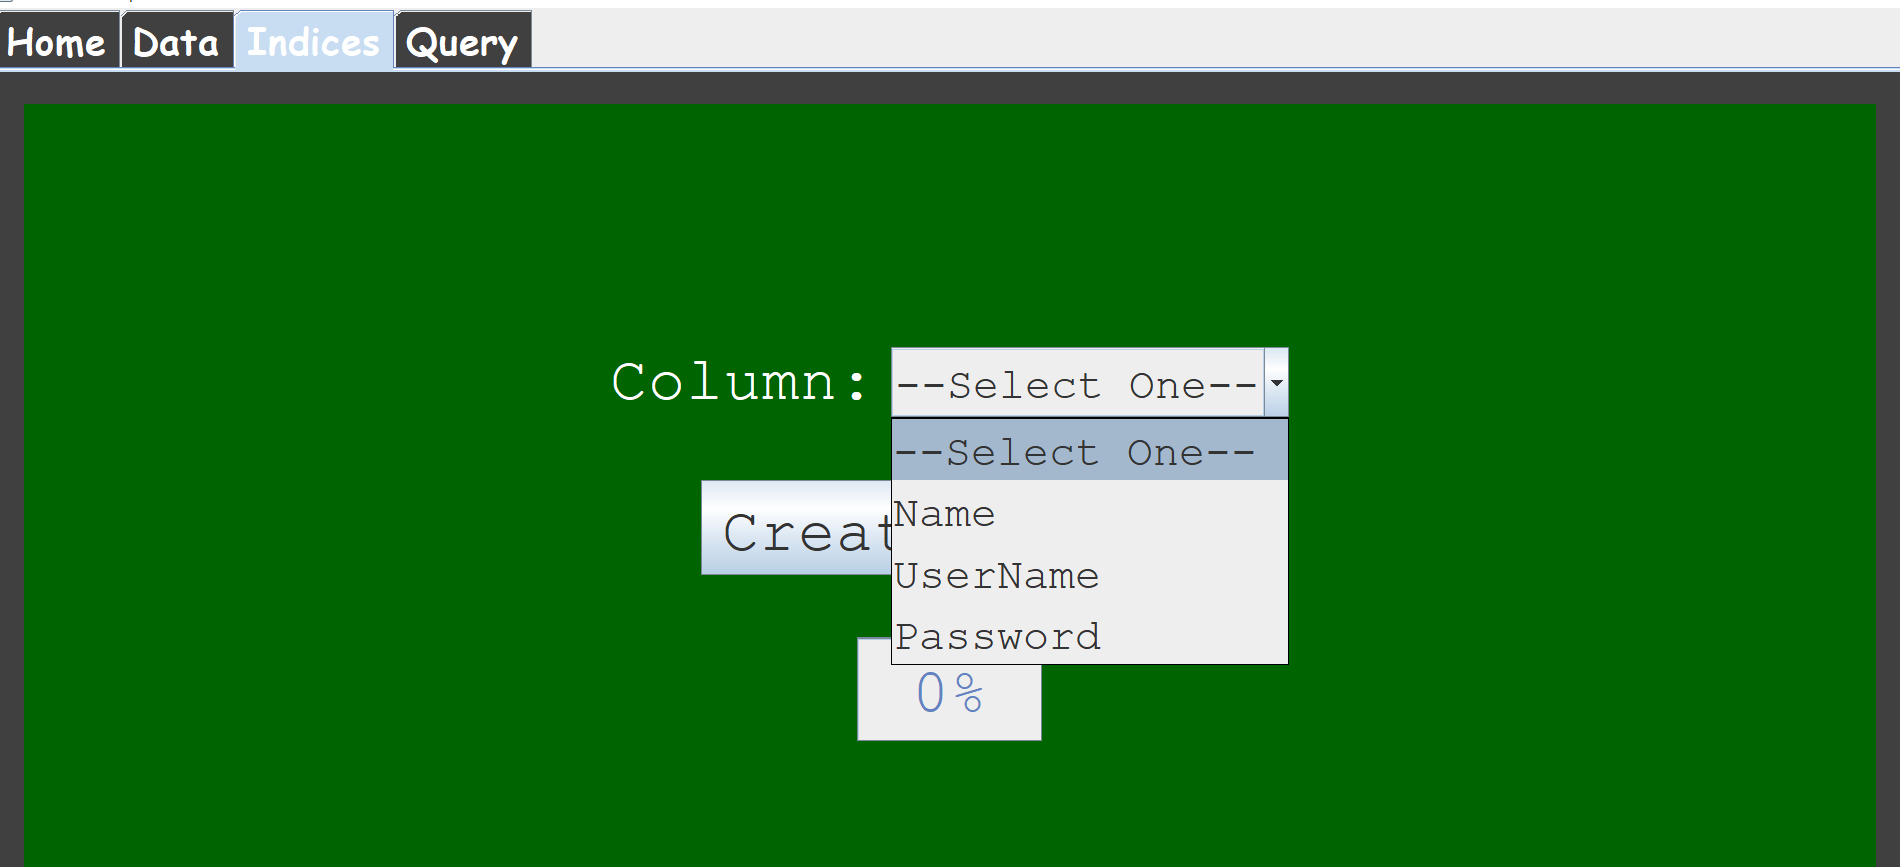 Home Data Indices Query
Column: --Select One--
--Select One--
Name
Creat
UserName
Password
0%